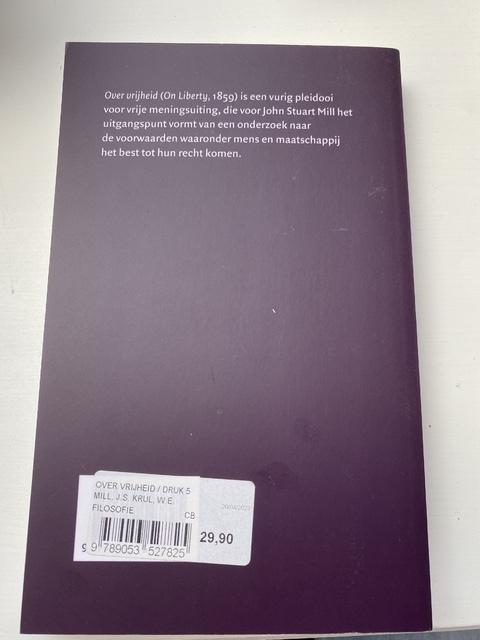 Over vrijheid (On Liberty, 1859) is een vurig pleidooi
voor vrije meningsuiting, die voor John Stuart Mill het
uitgangspunt vormt van een onderzoek naar
de voorwaarden waaronder mens en maatschappij
het best tot hun recht komen.
OVER VRIJHEID / DRUK 5
MILL, J.S. KRUL, W.E.
FILOSOFIE
CB
29,90
9 789053 527825